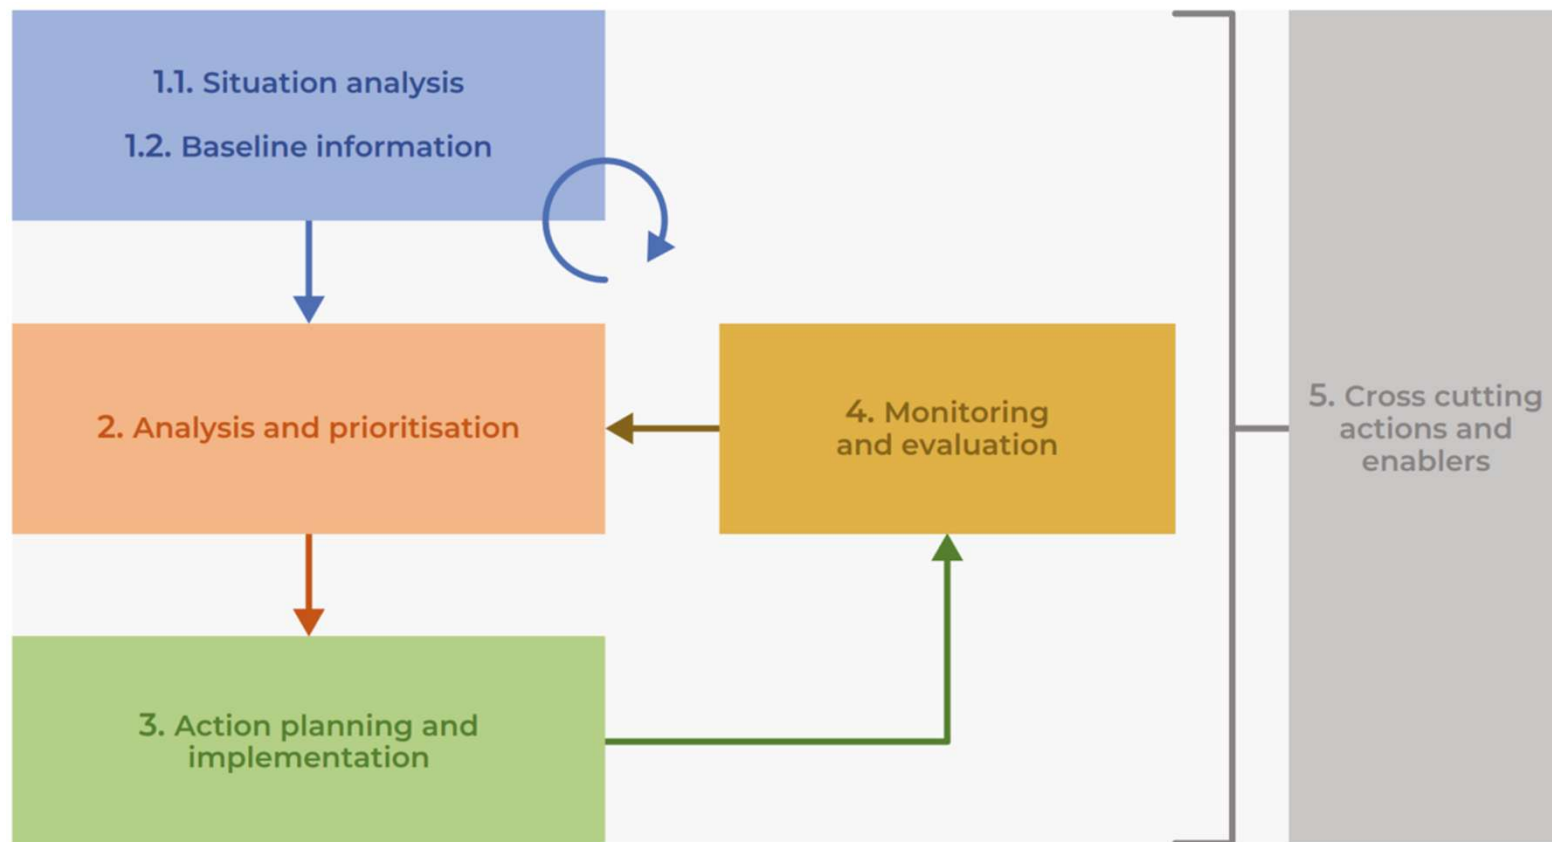 1.1. Situation analysis
1.2. Baseline information
2. Analysis and prioritisation
4. Monitoring
and evaluation
3. Action planning and
implementation
5. Cross cutting
actions and
enablers